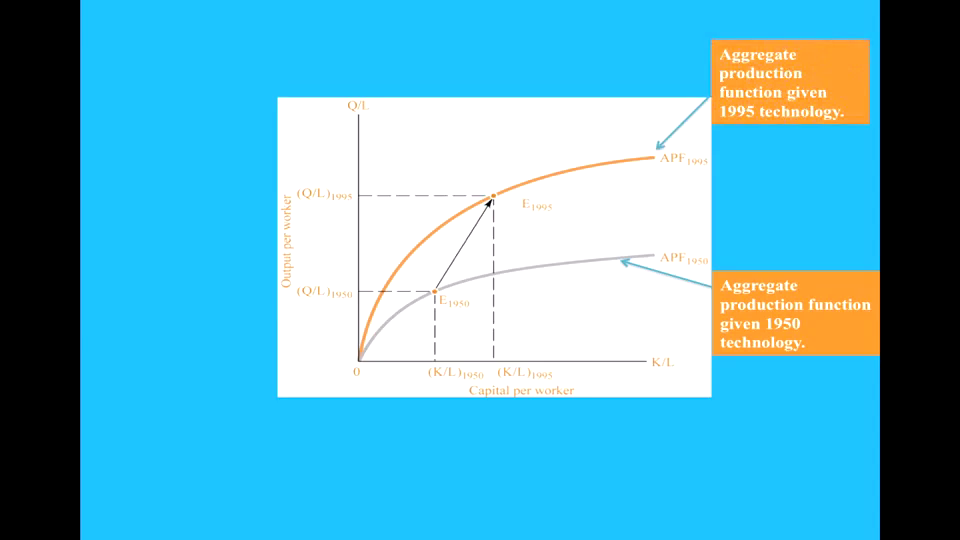 Aggregate
production
function given
1995 technology.
Q/L
APF1995
(Q/L)1995
E1995
Output per worker
APF1950
(Q/L)1950
E1950
Aggregate
production function
given 1950
technology.
K/L
0
(K/L)1950
(K/L)1995
Capital per worker